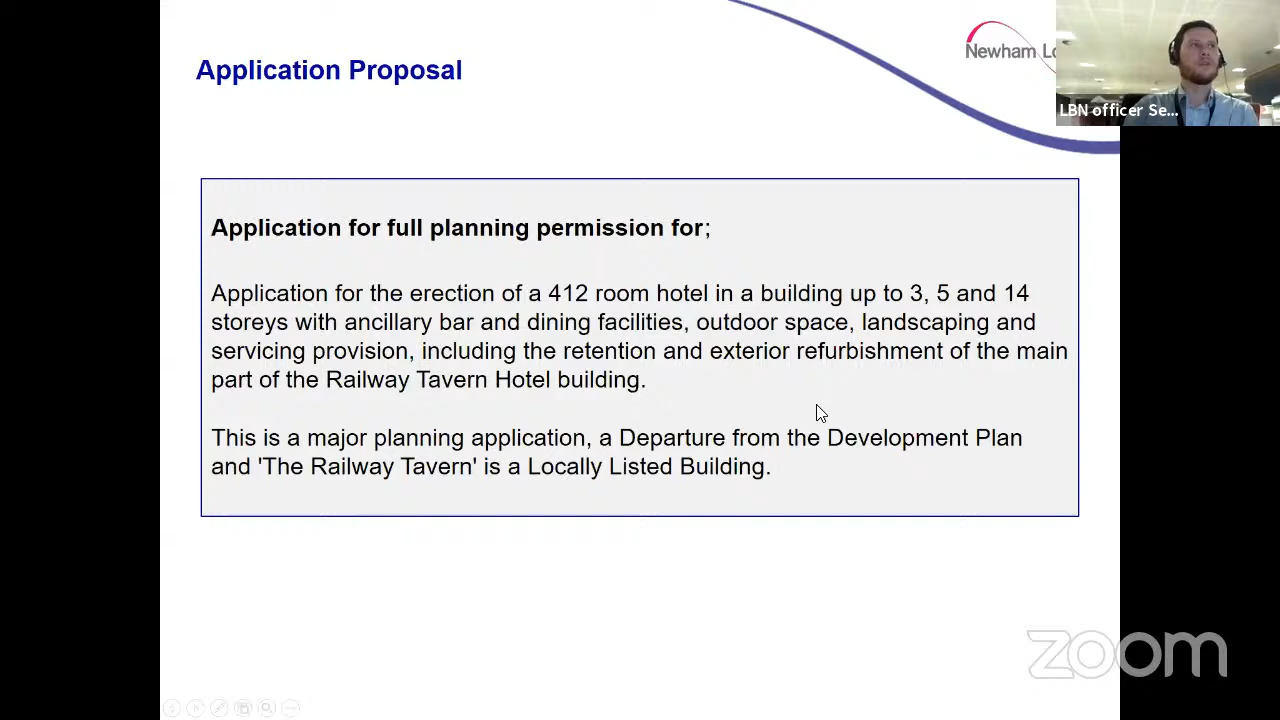 Application Proposal
Newham Lo
LBN officer Se...
Application for full planning permission for;
Application for the erection of a 412 room hotel in a building up to 3, 5 and 14
storeys with ancillary bar and dining facilities, outdoor space, landscaping and
servicing provision, including the retention and exterior refurbishment of the main
part of the Railway Tavern Hotel building.
This is a major planning application, a Departure from the Development Plan
and 'The Railway Tavern' is a Locally Listed Building.
zoom